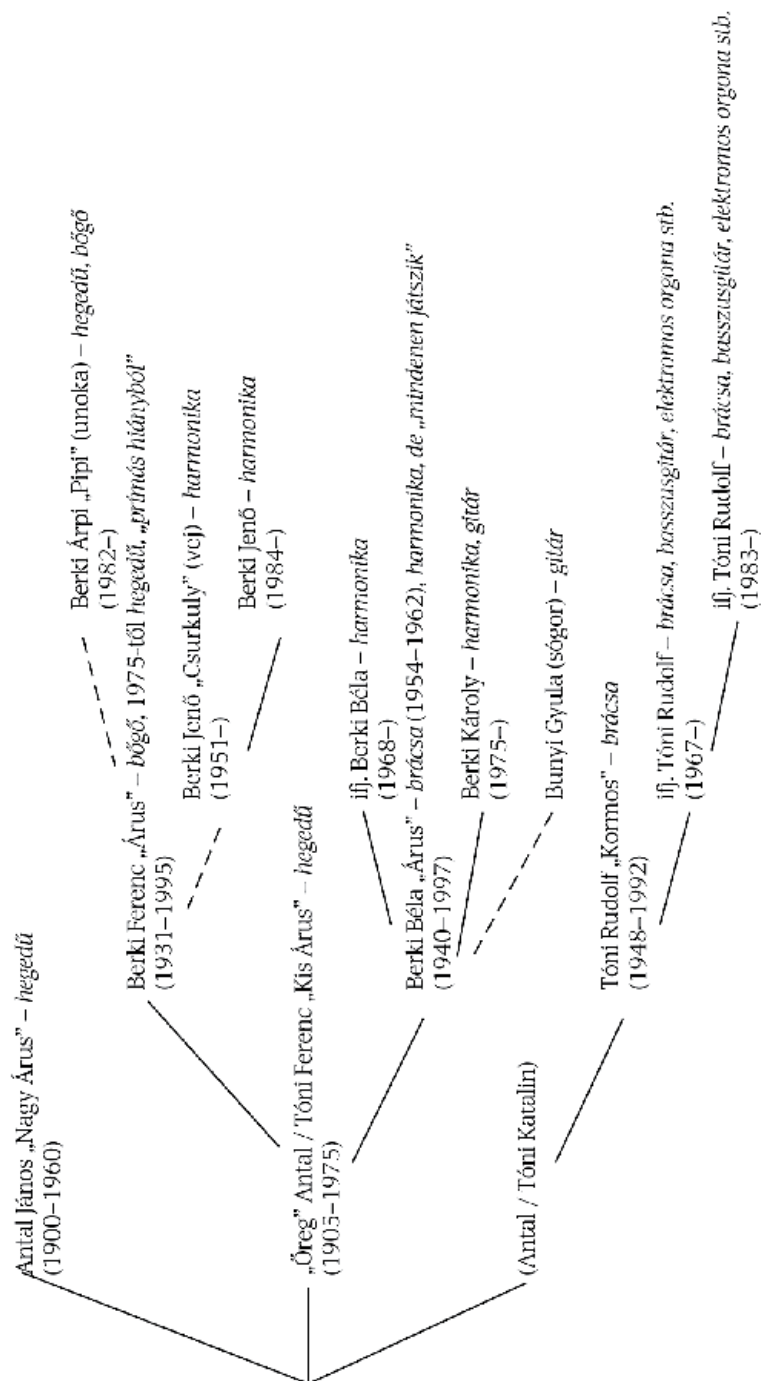 Antal János „Nagy Árus” – hegedű
(1900–1960)
Berki Árpi „Pipi” (unoka) – hegedű, bőgő
(1982–)
Berki Ferenc „Árus” – bőgő, 1975-től hegedű, „prímás hiányból”
(1931–1995)
Berki Jenő „Csurkuly” (vej) – harmonika
(1951–)
Berki Jenő – harmonika
(1984–)
„Öreg” Antal / Tóni Ferenc „Kis Árus” – hegedű
(1905–1975)
ifj. Berki Béla – harmonika
(1968–)
Berki Béla „Árus” – brácsa (1954–1962), harmonika, de „mindenen játszik”
(1940–1997)
Berki Károly – harmonika, gitár
(1975–)
Bunyi Gyula (sógor) – gitár
(Antal / Tóni Katalin)
Tóni Rudolf „Kormos” – brácsa
(1948–1992)
ifj. Tóni Rudolf – brácsa, basszusgitár, elektromos orgona stb.
(1967–)
ifj. Tóni Rudolf – brácsa, basszusgitár, elektromos orgona stb.
(1983–)